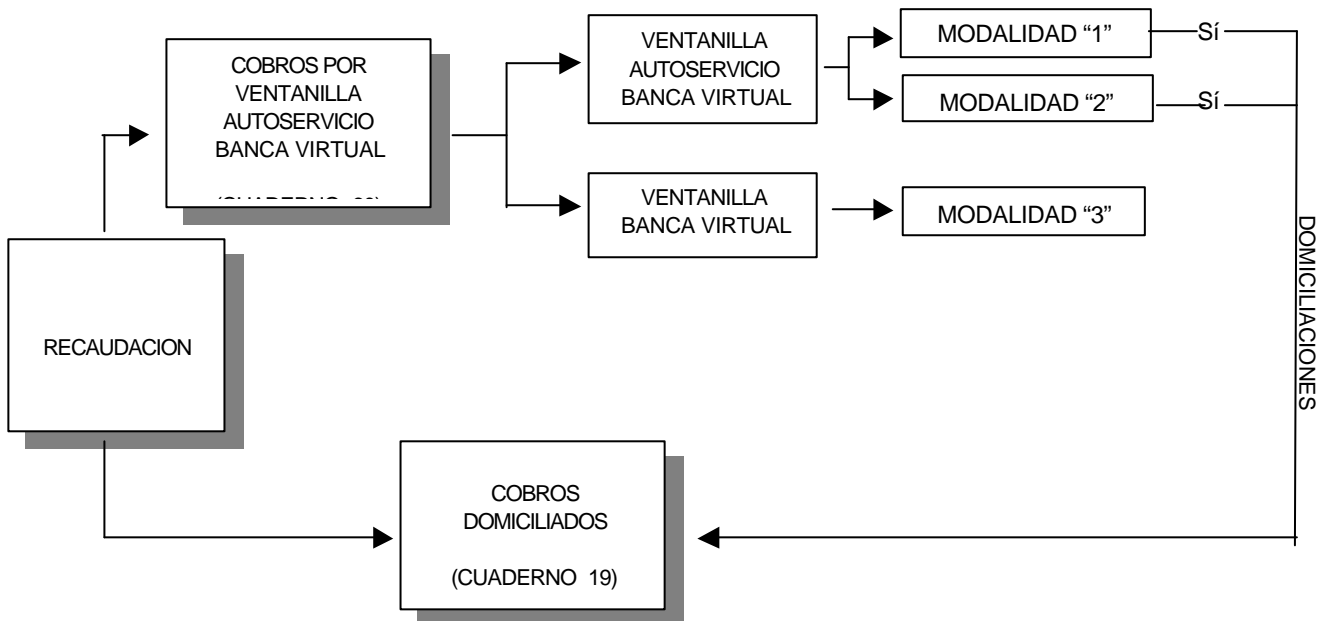 COBROS POR
VENTANILLA
AUTOSERVICIO
BANCA VIRTUAL
VENTANILLA
AUTOSERVICIO
BANCA VIRTUAL
MODALIDAD “1”
Sí
MODALIDAD “2”
Sí
VENTANILLA
BANCA VIRTUAL
MODALIDAD “3”
DOMICILIACIONES
RECAUDACION
COBROS
DOMICILIADOS
(CUADERNO 19)